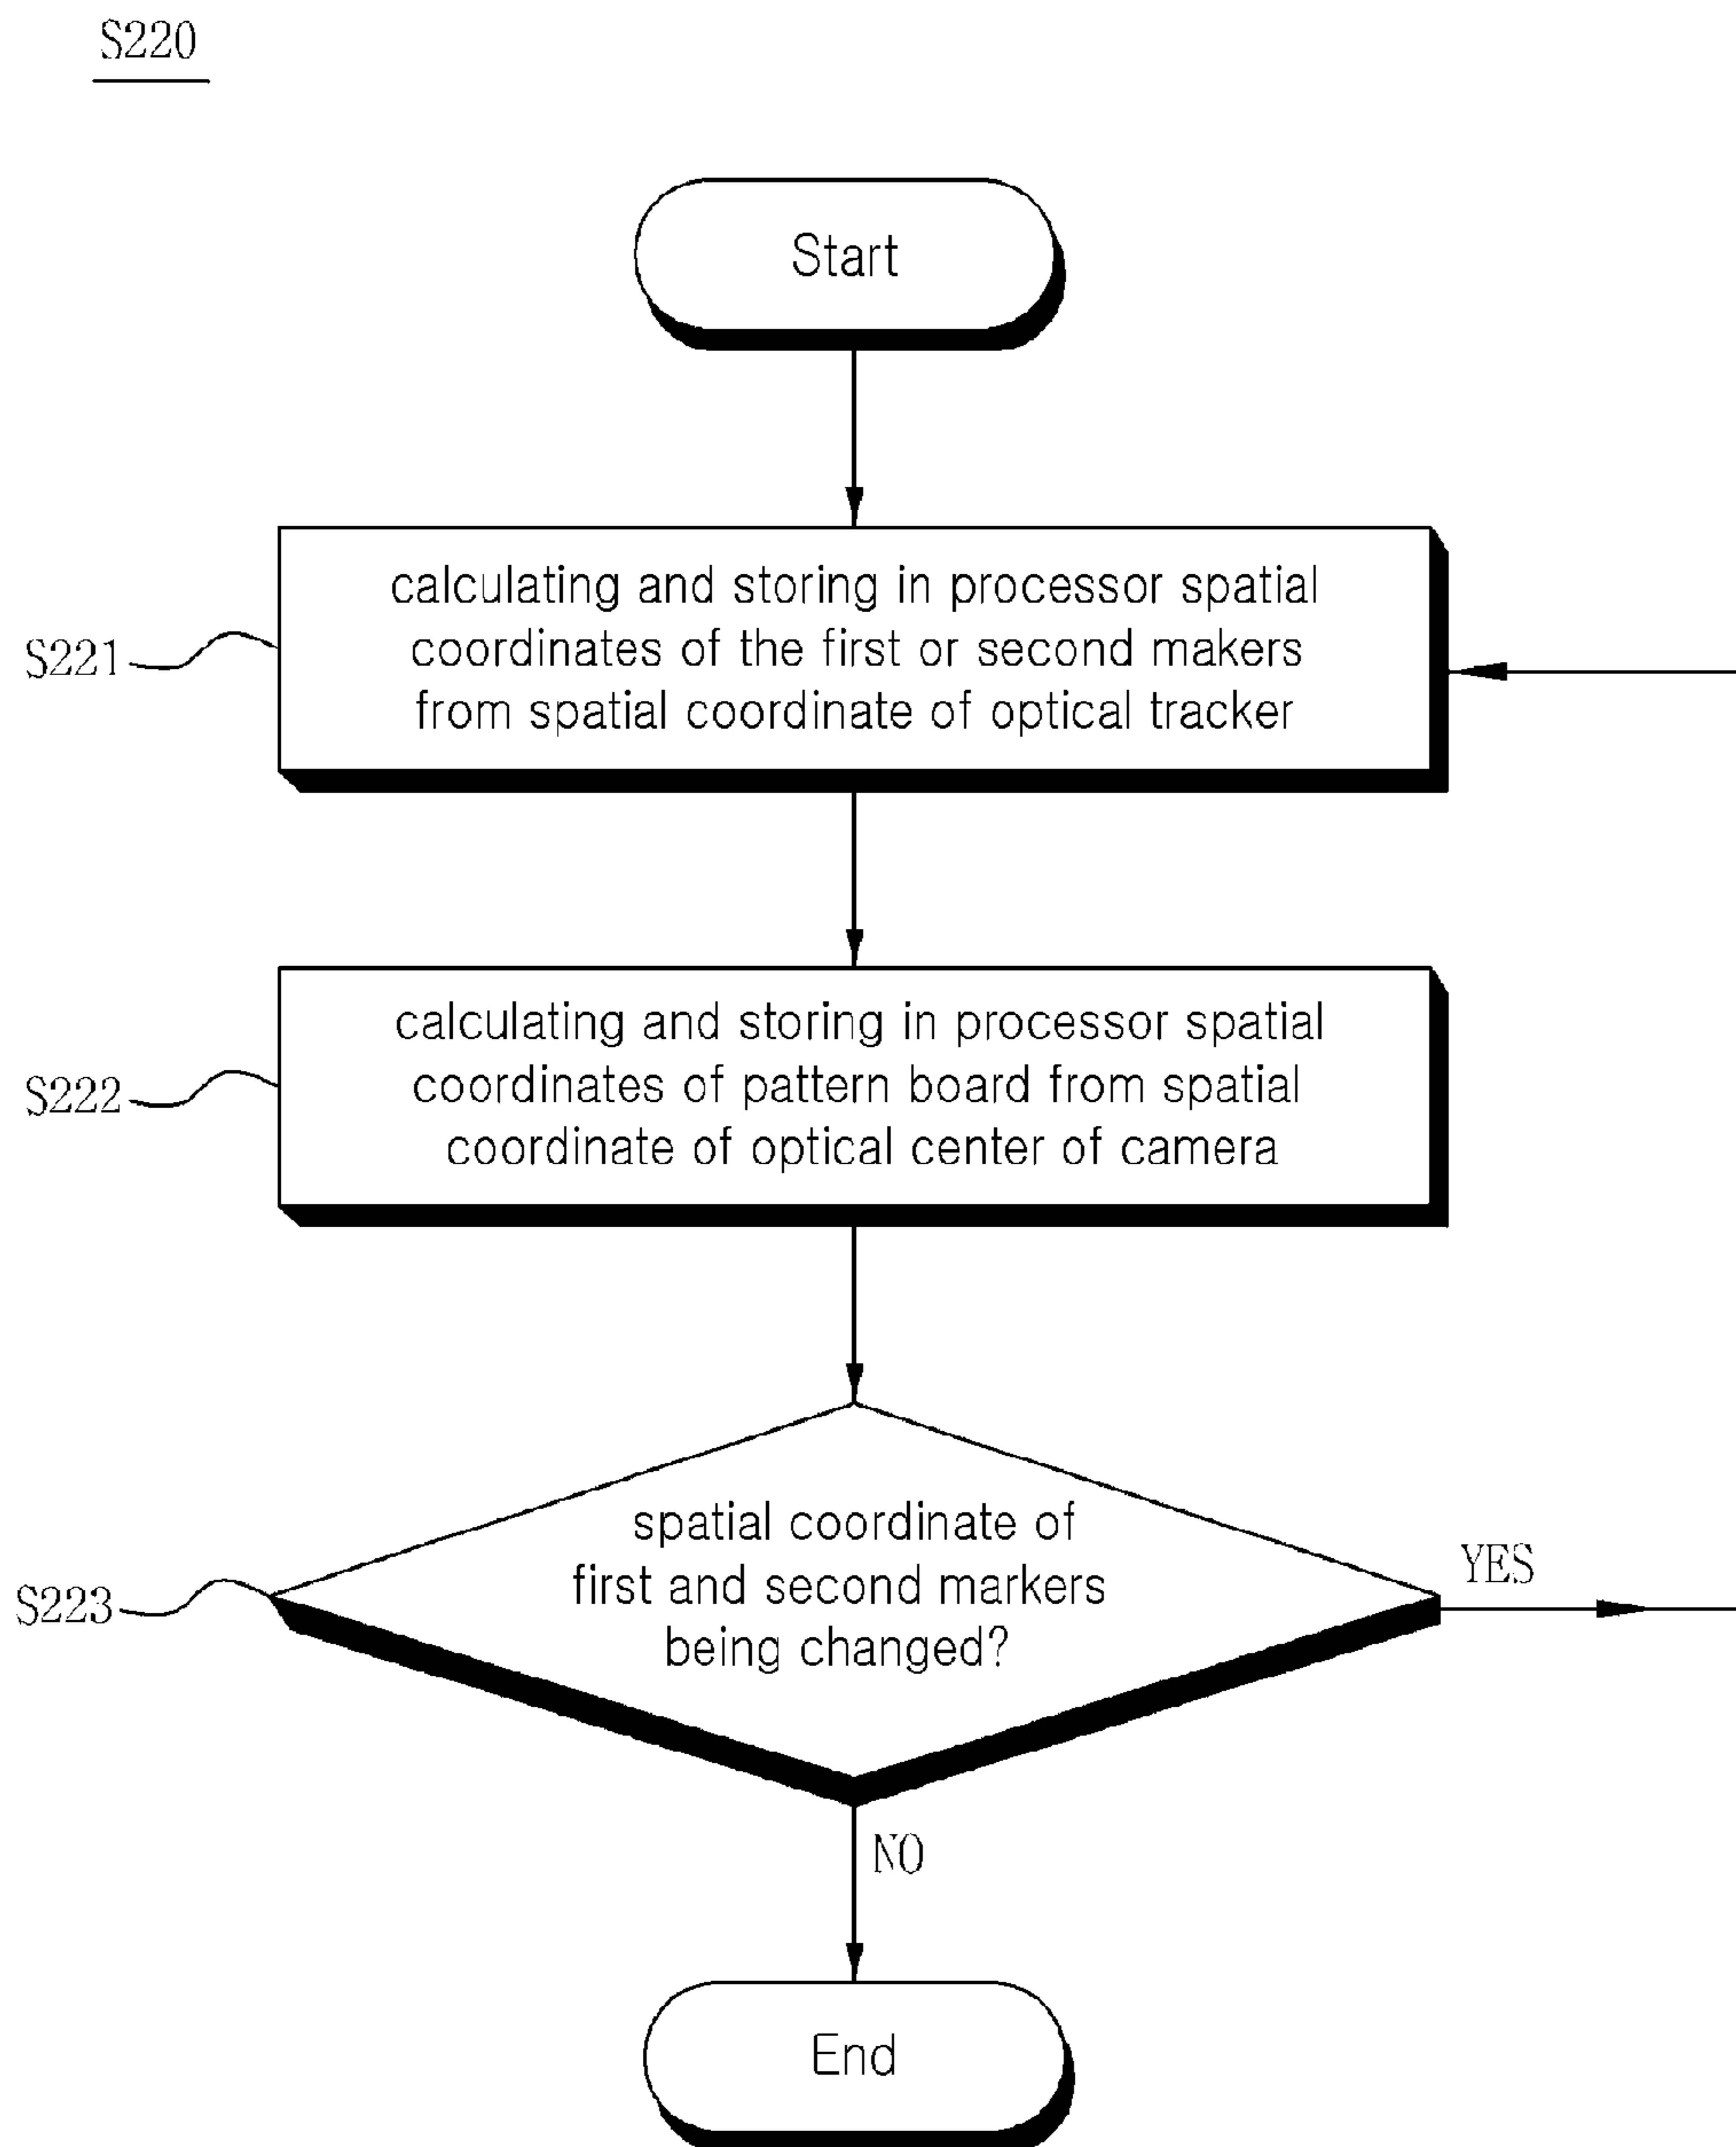 S220
Start
S221
calculating and storing in processor spatial
coordinates of the first or second makers
from spatial coordinate of optical tracker
S222
calculating and storing in processor spatial
coordinates of pattern board from spatial
coordinate of optical center of camera
S223
spatial coordinate of
first and second markers
being changed?
YES
NO
End